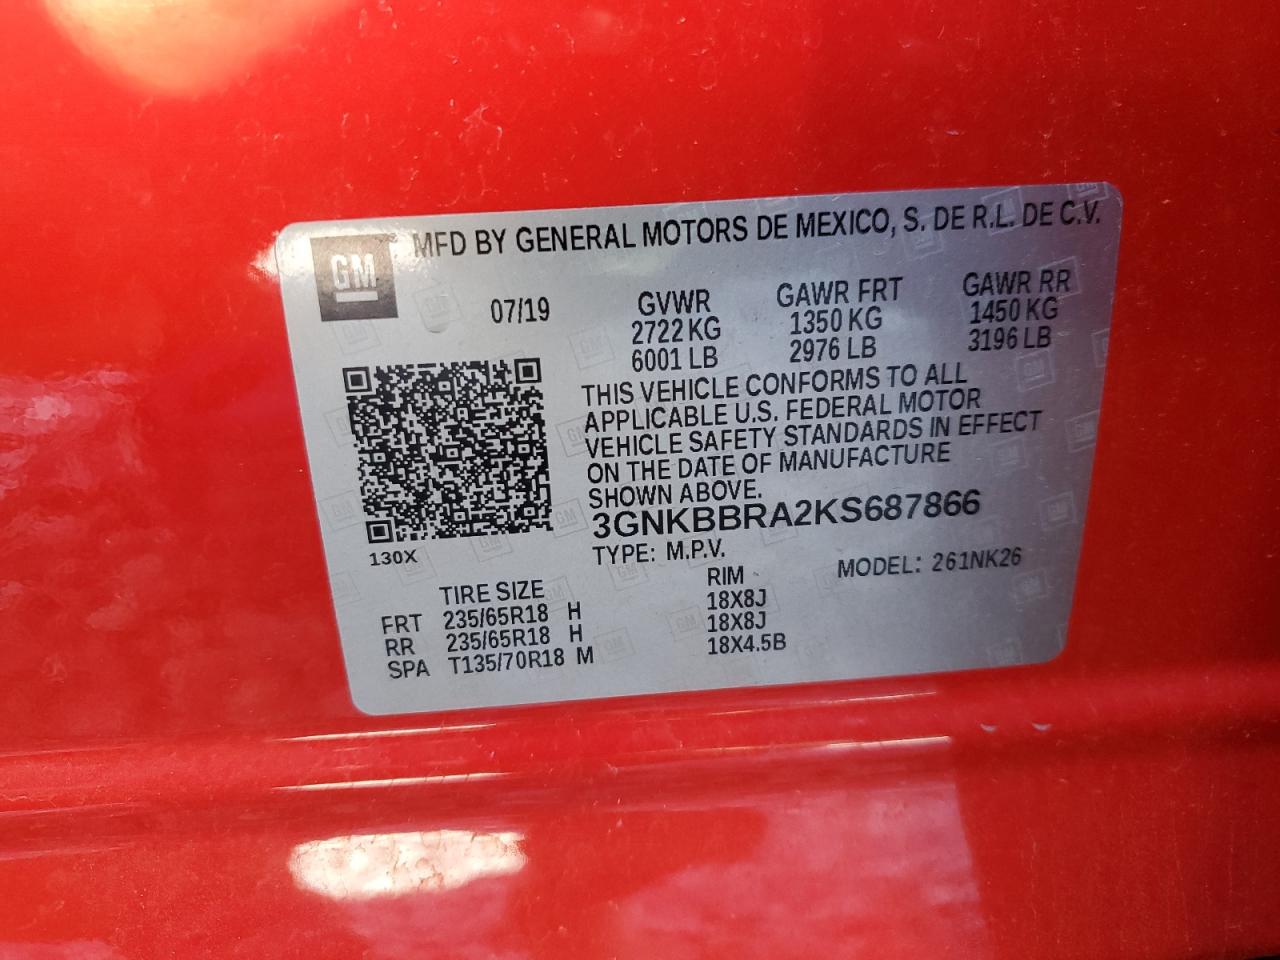 GM
MFD BY GENERAL MOTORS DE MEXICO, S. DE R.L. DE C.V.
07/19
GVWR GAWR FRT GAWR RR
2722 KG 1350 KG 1450 KG
6001 LB 2976 LB 3196 LB
THIS VEHICLE CONFORMS TO ALL
APPLICABLE U.S. FEDERAL MOTOR
VEHICLE SAFETY STANDARDS IN EFFECT
ON THE DATE OF MANUFACTURE
SHOWN ABOVE.
3GNKBBRA2KS687866
130X
TYPE: M.P.V. MODEL: 261NK26
TIRE SIZE RIM
FRT 235/65R18 H 18X8J
RR 235/65R18 H 18X8J
SPA T135/70R18 M 18X4.5B